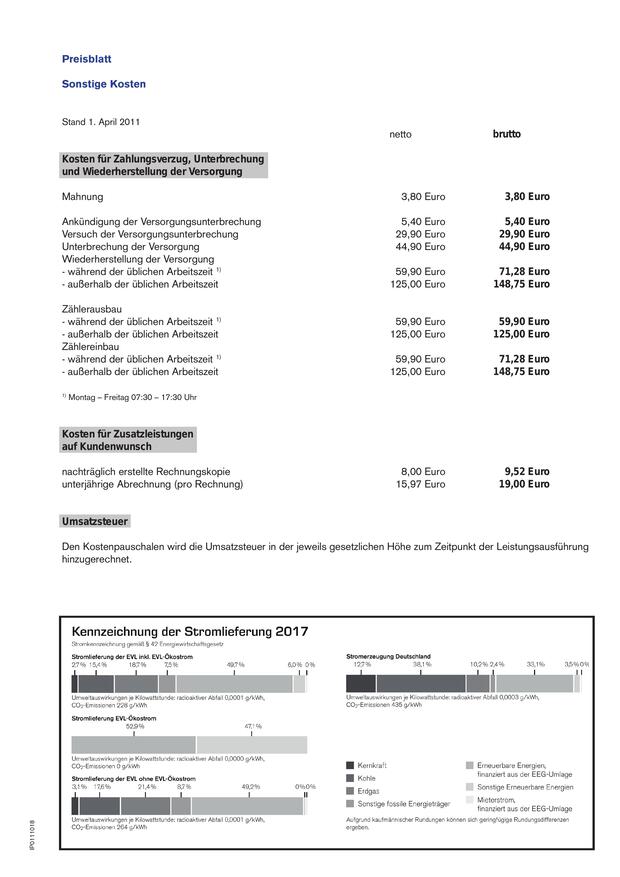 Preisblatt
Sonstige Kosten
Stand 1. April 2011
netto brutto
Kosten für Zahlungsverzug, Unterbrechung
und Wiederherstellung der Versorgung
Mahnung 3,80 Euro 3,80 Euro
Ankündigung der Versorgungsunterbrechung 5,40 Euro 5,40 Euro
Versuch der Versorgungsunterbrechung 29,90 Euro 29,90 Euro
Unterbrechung der Versorgung 44,90 Euro 44,90 Euro
Wiederherstellung der Versorgung
- während der üblichen Arbeitszeit 1) 59,90 Euro 71,28 Euro
- außerhalb der üblichen Arbeitszeit 125,00 Euro 148,75 Euro
Zählerausbau
- während der üblichen Arbeitszeit 1) 59,90 Euro 59,90 Euro
- außerhalb der üblichen Arbeitszeit 125,00 Euro 125,00 Euro
Zählereinbau
- während der üblichen Arbeitszeit 1) 59,90 Euro 71,28 Euro
- außerhalb der üblichen Arbeitszeit 125,00 Euro 148,75 Euro
1) Montag – Freitag 07:30 – 17:30 Uhr
Kosten für Zusatzleistungen
auf Kundenwunsch
nachträglich erstellte Rechnungskopie 8,00 Euro 9,52 Euro
unterjährige Abrechnung (pro Rechnung) 15,97 Euro 19,00 Euro
Umsatzsteuer
Den Kostenpauschalen wird die Umsatzsteuer in der jeweils gesetzlichen Höhe zum Zeitpunkt der Leistungsausführung
hinzugerechnet.
Kennzeichnung der Stromlieferung 2017
Stromkennzeichnung gemäß § 42 Energiewirtschaftsgesetz
Stromlieferung der EVL inkl. EVL-Ökostrom
2,7% 15,4% 18,7% 7,5% 49,7% 6,0% 0%
Umweltauswirkungen je Kilowattstunde: radioaktiver Abfall 0,0001 g/kWh,
CO2-Emissionen 228 g/kWh
Stromlieferung EVL-Ökostrom
52,9% 47,1%
Umweltauswirkungen je Kilowattstunde: radioaktiver Abfall 0,0000 g/kWh,
CO2-Emissionen 0 g/kWh
Stromlieferung der EVL ohne EVL-Ökostrom
3,1% 17,6% 21,4% 8,7% 49,2% 0% 0%
Umweltauswirkungen je Kilowattstunde: radioaktiver Abfall 0,0001 g/kWh,
CO2-Emissionen 264 g/kWh
Stromerzeugung Deutschland
12,7% 38,1% 10,2% 2,4% 33,1% 3,5% 0%
Umweltauswirkungen je Kilowattstunde: radioaktiver Abfall 0,0003 g/kWh,
CO2-Emissionen 435 g/kWh
Kernkraft
Kohle
Erdgas
Sonstige fossile Energieträger
Erneuerbare Energien,
finanziert aus der EEG-Umlage
Sonstige Erneuerbare Energien
Mieterstrom,
finanziert aus der EEG-Umlage
Aufgrund kaufmännischer Rundungen können sich geringfügige Rundungsdifferenzen
ergeben.
IP0111018